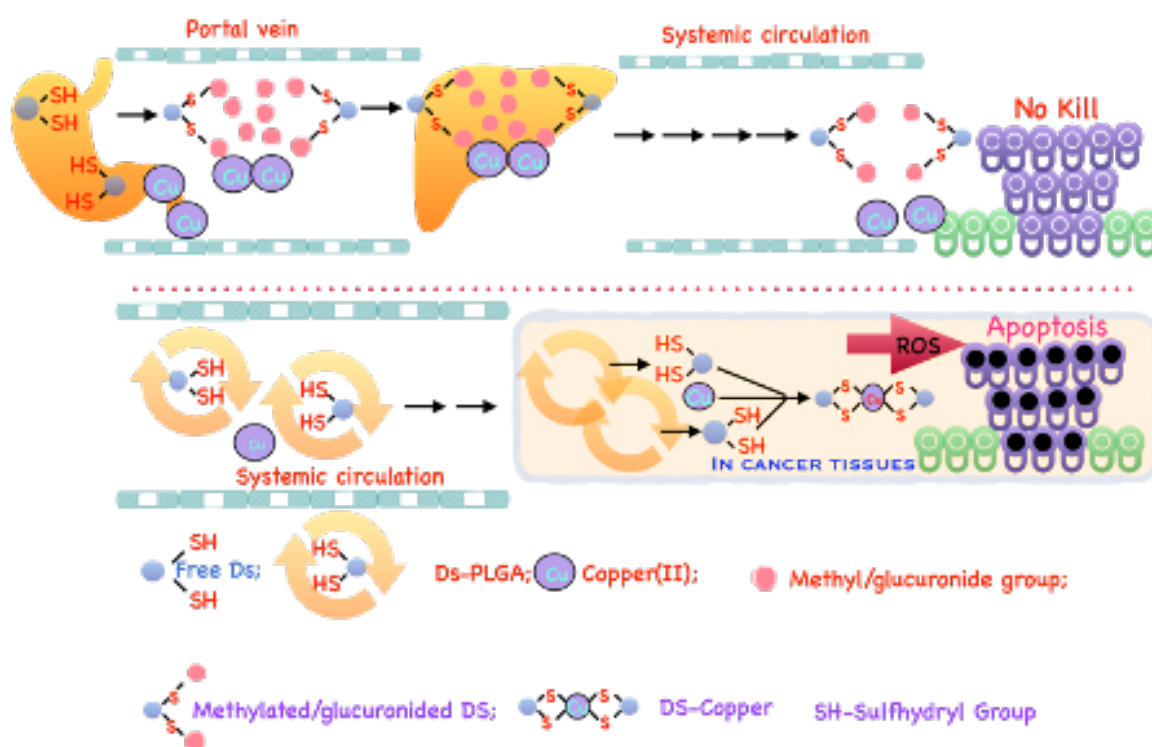 Portal vein
Systemic circulation
SH
SH
HS
HS
Cu
Cu
S
S
S
S
Cu
Cu
S
S
S
S
Cu
Cu
S
S
S
S
Cu
Cu
No Kill
SH
SH
HS
HS
Cu
Systemic circulation
HS
HS
Cu
SH
SH
S
S
S
S
ROS
Apoptosis
IN CANCER TISSUES
SH
Free Ds;
SH
HS
HS
Ds-PLGA;
Cu
Copper(II);
Methyl/glucuronide group;
S
S
Methylated/glucuronided DS;
S
S
S
S
DS-Copper
SH-Sulfhydryl Group